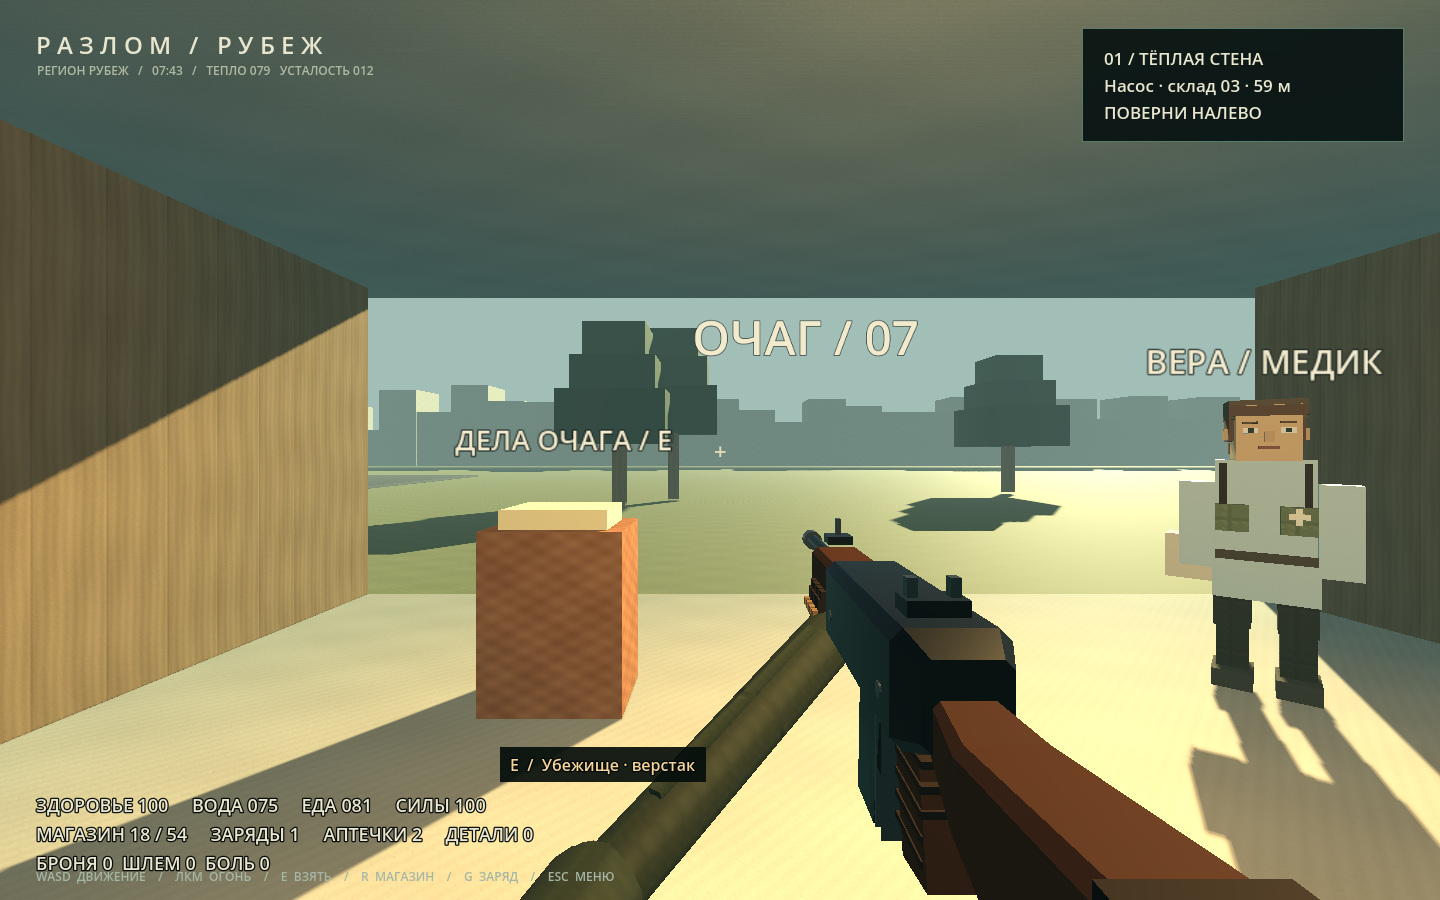 РАЗЛОМ / РУБЕЖ
РЕГИОН РУБЕЖ / 07:43 / ТЕПЛО 079 УСТАЛОСТЬ 012
01 / ТЁПЛАЯ СТЕНА
Насос · склад 03 · 59 м
ПОВЕРНИ НАЛЕВО
ОЧАГ / 07
ВЕРА / МЕДИК
ДЕЛА ОЧАГА / E
E / Убежище · верстак
ЗДОРОВЬЕ 100 ВОДА 075 ЕДА 081 СИЛЫ 100
МАГАЗИН 18 / 54 ЗАРЯДЫ 1 АПТЕЧКИ 2 ДЕТАЛИ 0
БРОНЯ 0 ШЛЕМ 0 БОЛЬ 0
WASD ДВИЖЕНИЕ / ЛКМ ОГОНЬ / E ВЗЯТЬ / R МАГАЗИН / G ЗАРЯД / ESC МЕНЮ